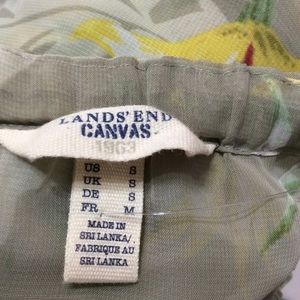 LANDS' END
CANVAS
1963
US S
UK S
DE S
FR M
MADE IN
SRI LANKA/
FABRIQUE AU
SRI LANKA